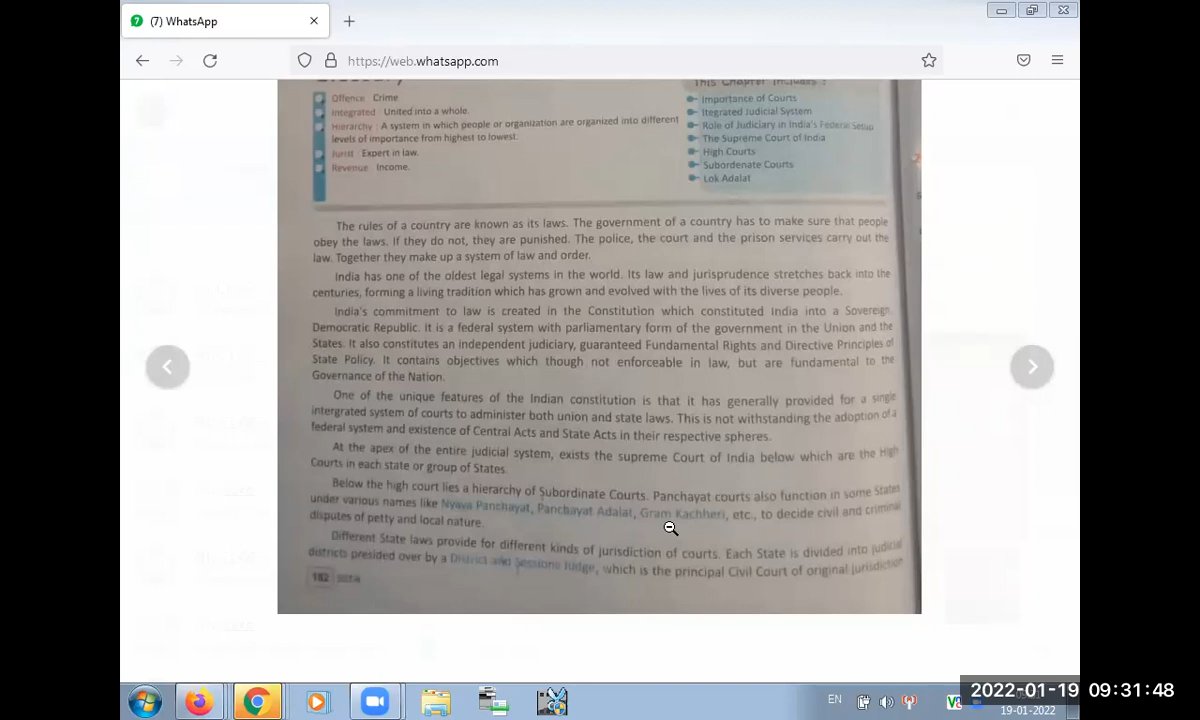 (7) WhatsApp
https://web.whatsapp.com
This Chapter Includes :
Offence Crime.
Integrated United into a whole.
Hierarchy A system in which people or organization are organized into different
levels of importance from highest to lowest.
Jurist Expert in law.
Revenue Income.
Importance of Courts
Itegrated Judicial System
Role of Judiciary in India's Federal Setup
The Supreme Court of India
High Courts
Subordenate Courts
Lok Adalat
The rules of a country are known as its laws. The government of a country has to make sure that people
obey the laws. If they do not, they are punished. The police, the court and the prison services carry out the
law. Together they make up a system of law and order.
India has one of the oldest legal systems in the world. Its law and jurisprudence stretches back into the
centuries, forming a living tradition which has grown and evolved with the lives of its diverse people.
India's commitment to law is created in the Constitution which constituted India into a Sovereign
Democratic Republic. It is a federal system with parliamentary form of the government in the Union and the
States. It also constitutes an independent judiciary, guaranteed Fundamental Rights and Directive Principles of
State Policy. It contains objectives which though not enforceable in law, but are fundamental to the
Governance of the Nation.
One of the unique features of the Indian constitution is that it has generally provided for a single
intergrated system of courts to administer both union and state laws. This is not withstanding the adoption of a
federal system and existence of Central Acts and State Acts in their respective spheres.
At the apex of the entire judicial system, exists the supreme Court of India below which are the High
Courts in each state or group of States.
Below the high court lies a hierarchy of Subordinate Courts. Panchayat courts also function in some States
under various names like Nyaya Panchayat, Panchayat Adalat, Gram Kachheri, etc., to decide civil and criminal
disputes of petty and local nature.
Different State laws provide for different kinds of jurisdiction of courts. Each State is divided into judicial
districts presided over by a District and Sessions Judge, which is the principal Civil Court of original jurisdiction
182
EN
2022-01-19 09:31:48
19-01-2022